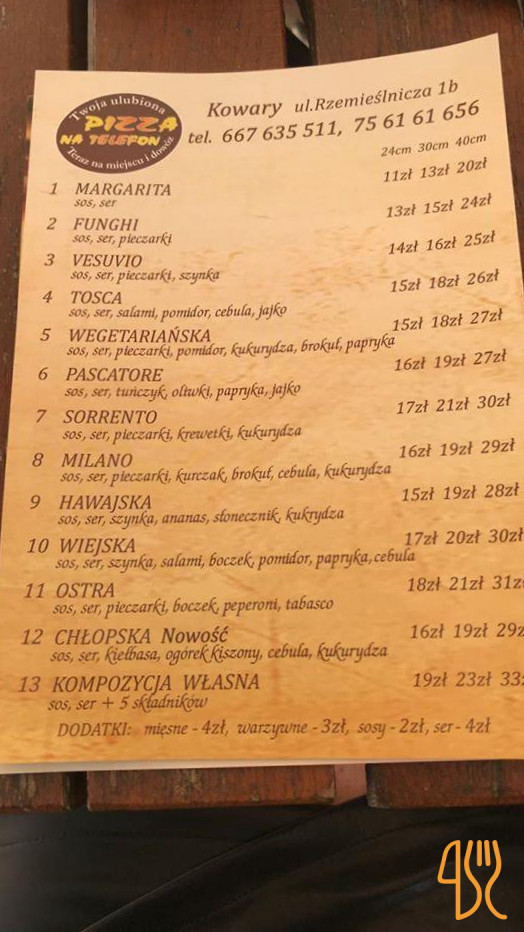 Twoja ulubiona
PIZZA
NA TELEFON
Teraz na miejscu i dowóz
Kowary ul.Rzemieślnicza 1b
tel. 667 635 511, 75 61 61 656
24cm 30cm 40cm
1 MARGARITA 11zł 13zł 20zł
sos, ser
2 FUNGHI 13zł 15zł 24zł
sos, ser, pieczarki
3 VESUVIO 14zł 16zł 25zł
sos, ser, pieczarki, szynka
4 TOSCA 15zł 18zł 26zł
sos, ser, salami, pomidor, cebula, jajko
5 WEGETARIAŃSKA 15zł 18zł 27zł
sos, ser, pieczarki, pomidor, kukurydza, brokuł, papryka
6 PASCATORE 16zł 19zł 27zł
sos, ser, tuńczyk, oliwki, papryka, jajko
7 SORRENTO 17zł 21zł 30zł
sos, ser, pieczarki, krewetki, kukurydza
8 MILANO 16zł 19zł 29zł
sos, ser, pieczarki, kurczak, brokuł, cebula, kukurydza
9 HAWAJSKA 15zł 19zł 28zł
sos, ser, szynka, ananas, słonecznik, kukrydza
10 WIEJSKA 17zł 20zł 30zł
sos, ser, szynka, salami, boczek, pomidor, papryka, cebula
11 OSTRA 18zł 21zł 31z
sos, ser, pieczarki, boczek, peperoni, tabasco
12 CHŁOPSKA Nowość 16zł 19zł 29z
sos, ser, kiełbasa, ogórek kiszony, cebula, kukurydza
13 KOMPOZYCJA WŁASNA 19zł 23zł 33z
sos, ser + 5 składników
DODATKI: mięsne - 4zł, warzywne - 3zł, sosy - 2zł, ser - 4zł